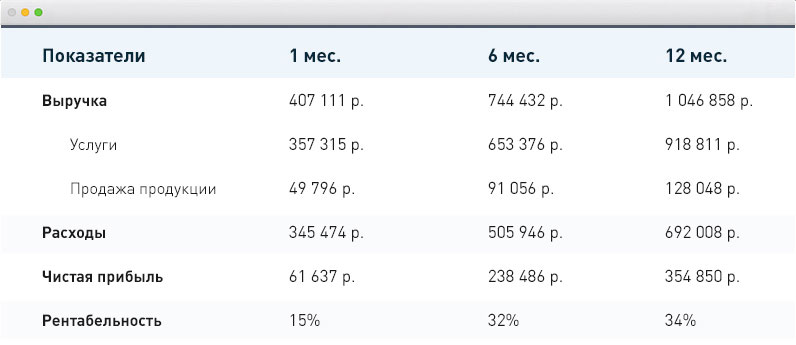 Показатели 1 мес. 6 мес. 12 мес.
Выручка 407 111 р. 744 432 р. 1 046 858 р.
Услуги 357 315 р. 653 376 р. 918 811 р.
Продажа продукции 49 796 р. 91 056 р. 128 048 р.
Расходы 345 474 р. 505 946 р. 692 008 р.
Чистая прибыль 61 637 р. 238 486 р. 354 850 р.
Рентабельность 15% 32% 34%